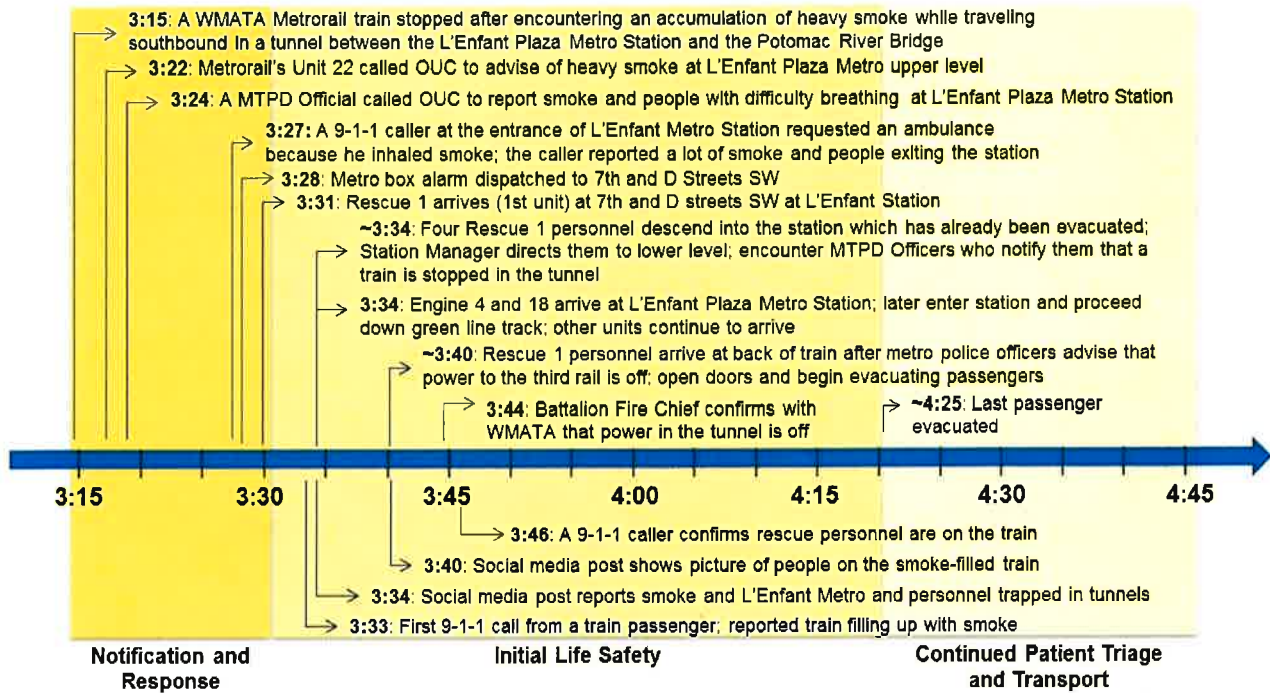 3:15: A WMATA Metrorail train stopped after encountering an accumulation of heavy smoke while traveling
southbound in a tunnel between the L'Enfant Plaza Metro Station and the Potomac River Bridge
3:22: Metrorail's Unit 22 called OUC to advise of heavy smoke at L'Enfant Plaza Metro upper level
3:24: A MTPD Official called OUC to report smoke and people with difficulty breathing at L'Enfant Plaza Metro Station
3:27: A 9-1-1 caller at the entrance of L'Enfant Metro Station requested an ambulance
because he inhaled smoke; the caller reported a lot of smoke and people exiting the station
3:28: Metro box alarm dispatched to 7th and D Streets SW
3:31: Rescue 1 arrives (1st unit) at 7th and D streets SW at L'Enfant Station
~3:34: Four Rescue 1 personnel descend into the station which has already been evacuated;
Station Manager directs them to lower level; encounter MTPD Officers who notify them that a
train is stopped in the tunnel
3:34: Engine 4 and 18 arrive at L'Enfant Plaza Metro Station; later enter station and proceed
down green line track; other units continue to arrive
~3:40: Rescue 1 personnel arrive at back of train after metro police officers advise that
power to the third rail is off; open doors and begin evacuating passengers
3:44: Battalion Fire Chief confirms with
WMATA that power in the tunnel is off
~4:25: Last passenger
evacuated
3:15 3:30 3:45 4:00 4:15 4:30 4:45
3:46: A 9-1-1 caller confirms rescue personnel are on the train
3:40: Social media post shows picture of people on the smoke-filled train
3:34: Social media post reports smoke and L'Enfant Metro and personnel trapped in tunnels
3:33: First 9-1-1 call from a train passenger; reported train filling up with smoke
Notification and
Response
Initial Life Safety
Continued Patient Triage
and Transport